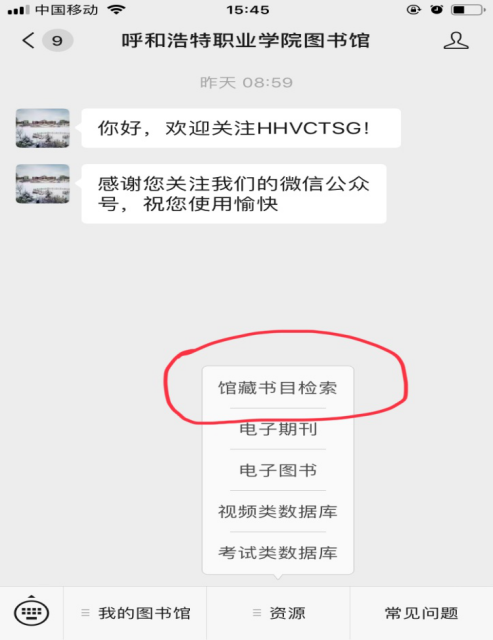 中国移动
15:45
9
呼和浩特职业学院图书馆
昨天 08:59
你好，欢迎关注HHVCTSG！
感谢您关注我们的微信公众
号，祝您使用愉快
馆藏书目检索
电子期刊
电子图书
视频类数据库
考试类数据库
我的图书馆
资源
常见问题